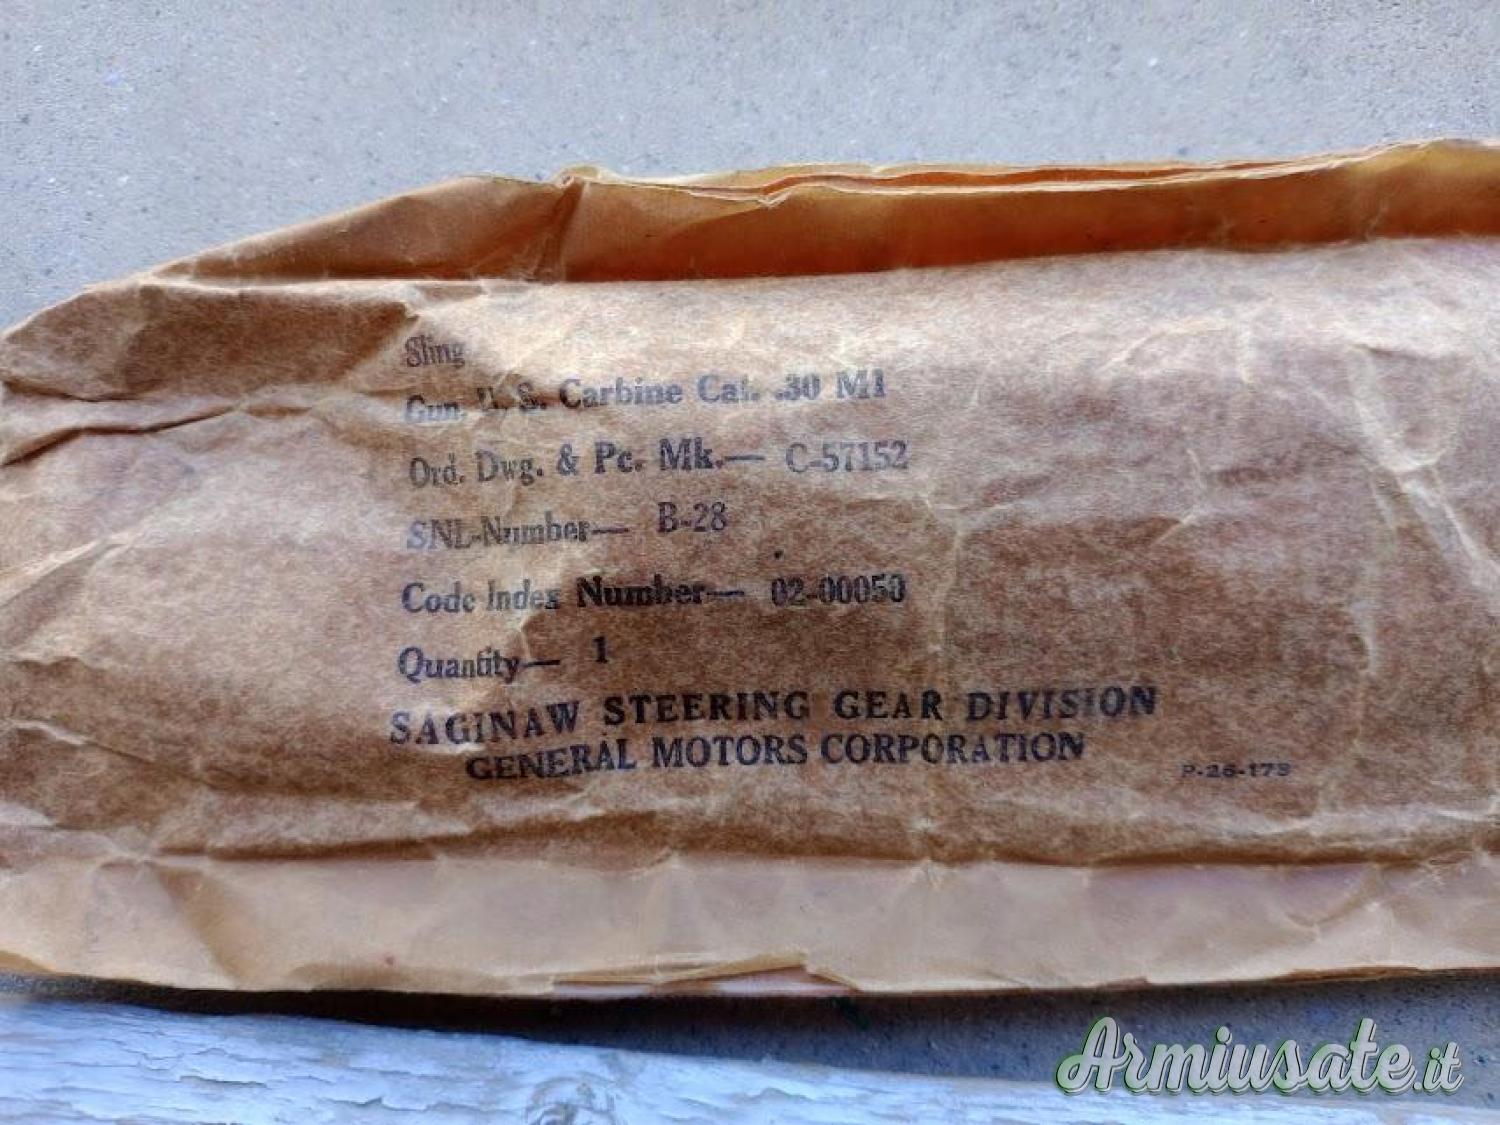 Sling
Gun, U. S. Carbine Cal. .30 M1
Ord. Dwg. & Pc. Mk.— C-57152
SNL-Number— B-28
Code Index Number— 02-00050
Quantity— 1
SAGINAW STEERING GEAR DIVISION
GENERAL MOTORS CORPORATION
P-26-173
Armiusate.it